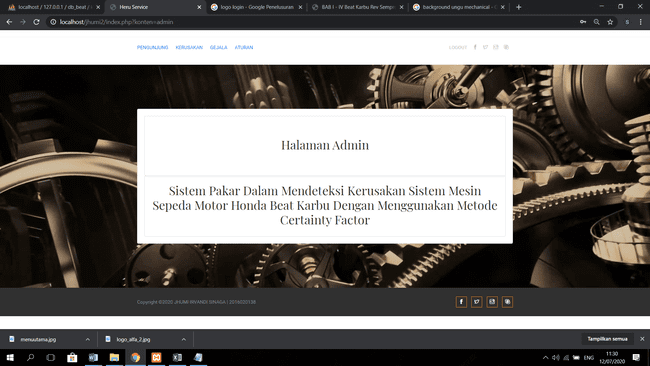 localhost / 127.0.0.1 / db_beat /
Heru Service
logo login - Google Penelusuran
BAB I - IV Beat Karbu Rev Semp
background ungu mechanical - G
localhost/jhumi2/index.php?konten=admin
S
PENGUNJUNG KERUSAKAN GEJALA ATURAN
LOGOUT
Halaman Admin
Sistem Pakar Dalam Mendeteksi Kerusakan Sistem Mesin
Sepeda Motor Honda Beat Karbu Dengan Menggunakan Metode
Certainty Factor
menuutama.jpg
logo_alfa_2.jpg
Tampilkan semua
ENG
11:30
12/07/2020